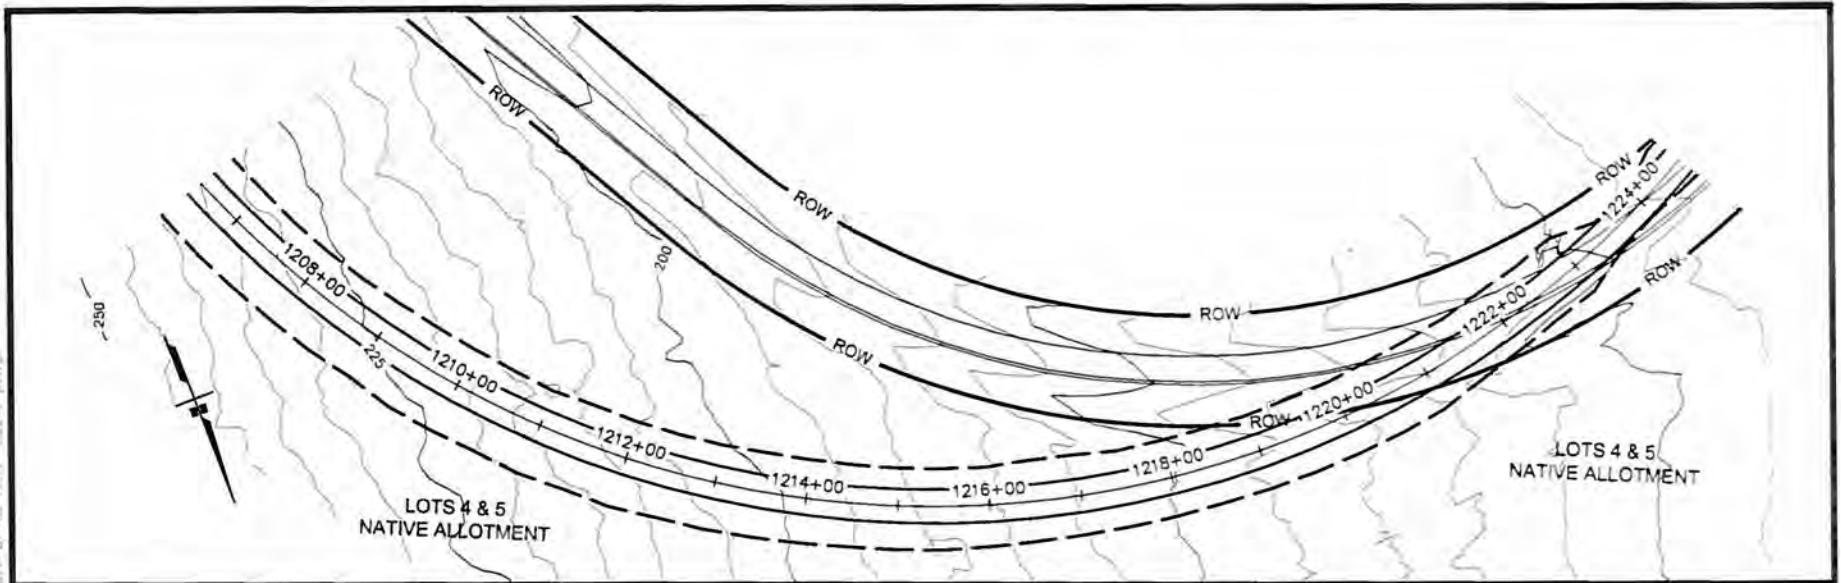 ROW
ROW
ROW
ROW
1224+00
250
200
1208+00
ROW
ROW
1222+00
225
1210+00
ROW
1220+00
ROW
1212+00
1218+00
1214+00
1216+00
LOTS 4 & 5
NATIVE ALLOTMENT
LOTS 4 & 5
NATIVE ALLOTMENT